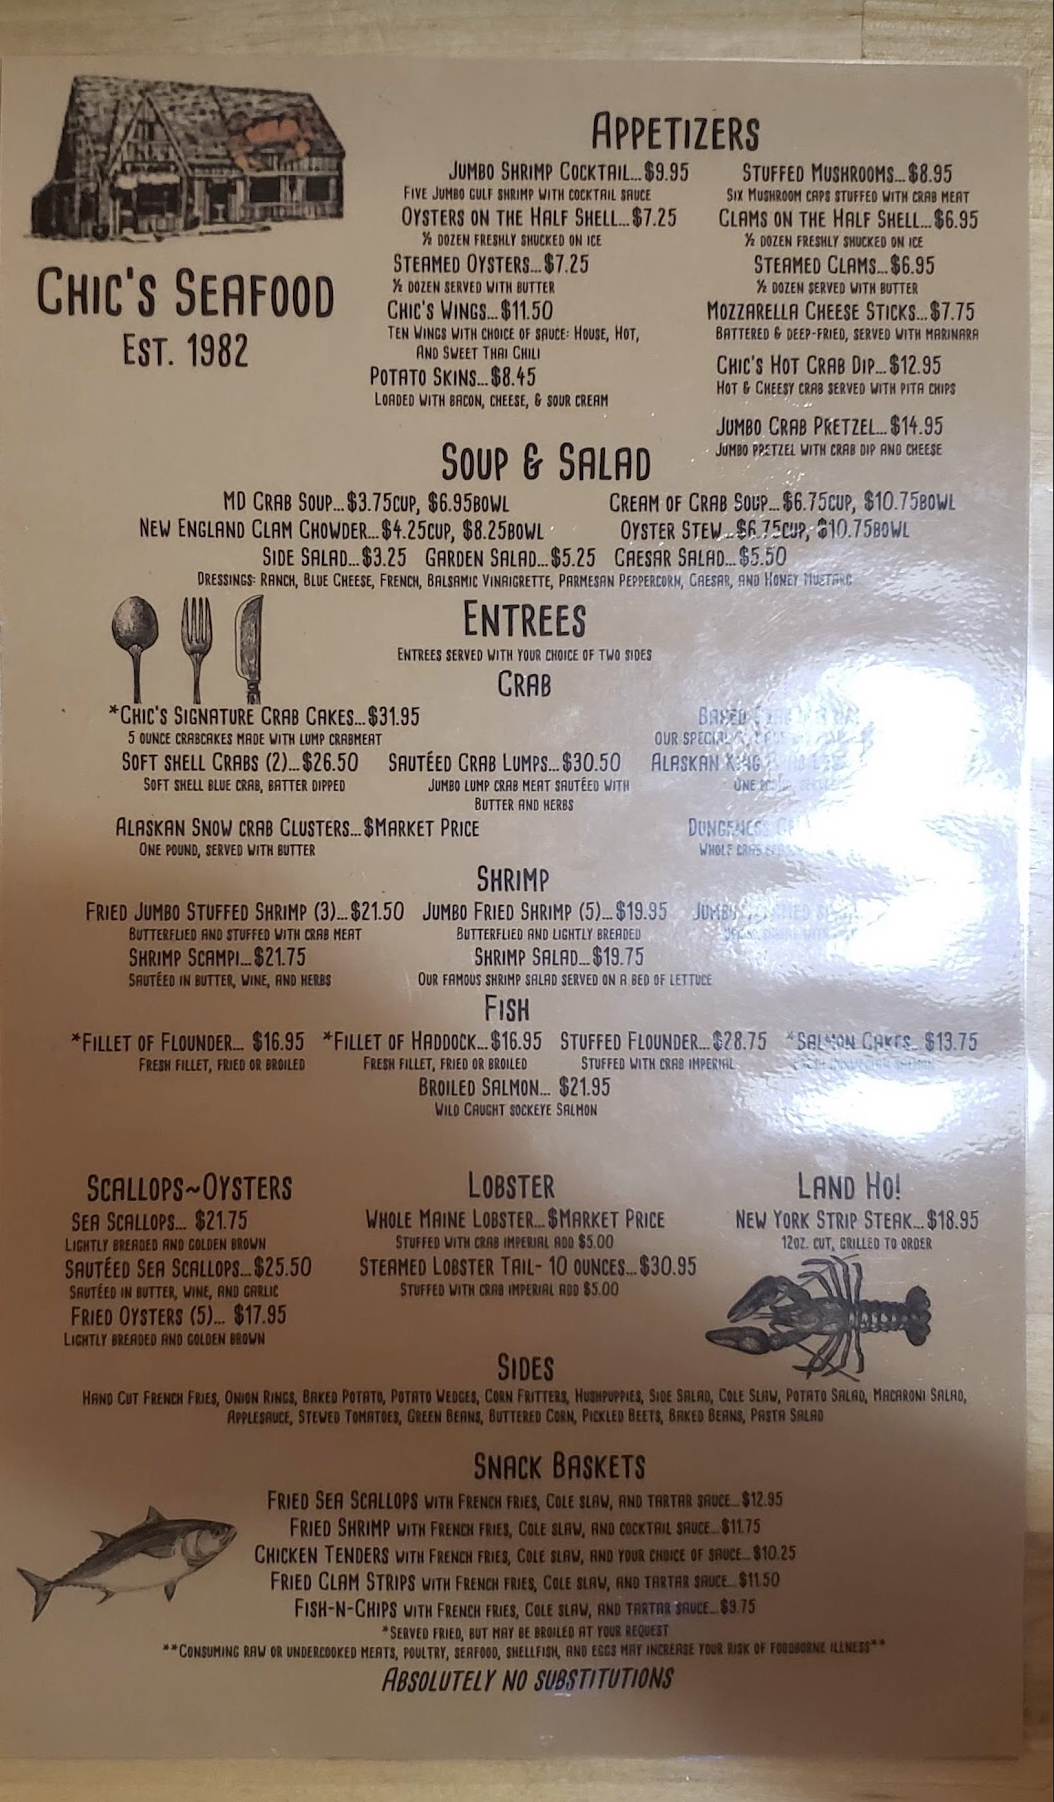 Chic's Seafood
Est. 1982
Appetizers
Jumbo Shrimp Cocktail...$9.95
Five Jumbo gulf shrimp with cocktail sauce
Oysters on the Half Shell...$7.25
½ dozen freshly shucked on ice
Steamed Oysters...$7.25
½ dozen served with butter
Chic's Wings...$11.50
Ten Wings with choice of sauce: House, Hot,
And Sweet Thai Chili
Potato Skins...$8.45
Loaded with bacon, cheese, & sour cream
Stuffed Mushrooms...$8.95
Six Mushroom caps stuffed with crab meat
Clams on the Half Shell...$6.95
½ dozen freshly shucked on ice
Steamed Clams...$6.95
½ dozen served with butter
Mozzarella Cheese Sticks...$7.75
Battered & deep-fried, served with marinara
Chic's Hot Crab Dip...$12.95
Hot & Cheesy crab served with pita chips
Jumbo Crab Pretzel...$14.95
Jumbo pretzel with crab dip and cheese
Soup & Salad
MD Crab Soup...$3.75cup, $6.95bowl Cream of Crab Soup...$6.75cup, $10.75bowl
New England Clam Chowder...$4.25cup, $8.25bowl Oyster Stew...$6.75cup, $10.75bowl
Side Salad...$3.25 Garden Salad...$5.25 Caesar Salad...$5.50
Dressings: Ranch, Blue Cheese, French, Balsamic Vinaigrette, Parmesan Peppercorn, Caesar, and Honey Mustard
Entrees
Entrees served with your choice of two sides
Crab
*Chic's Signature Crab Cakes...$31.95 Baked
5 ounce crabcakes made with lump crabmeat Our special
Soft shell Crabs (2)...$26.50 Sautéed Crab Lumps...$30.50 Alaskan King
Soft shell blue crab, batter dipped Jumbo lump crab meat sautéed with One
Butter and herbs
Alaskan Snow crab Clusters...$Market Price Dungeness
One pound, served with butter Whole crab
Shrimp
Fried Jumbo Stuffed Shrimp (3)...$21.50 Jumbo Fried Shrimp (5)...$19.95 Jumbo
Butterflied and stuffed with crab meat Butterflied and lightly breaded
Shrimp Scampi...$21.75 Shrimp Salad...$19.75
Sautéed in butter, wine, and herbs Our famous shrimp salad served on a bed of lettuce
Fish
*Fillet of Flounder... $16.95 *Fillet of Haddock...$16.95 Stuffed Flounder...$28.75 *Salmon Cakes... $13.75
Fresh fillet, fried or broiled Fresh fillet, fried or broiled Stuffed with crab imperial
Broiled Salmon... $21.95
Wild Caught sockeye Salmon
Scallops~Oysters
Sea Scallops... $21.75
Lightly breaded and golden brown
Sautéed Sea Scallops...$25.50
Sautéed in butter, wine, and garlic
Fried Oysters (5)... $17.95
Lightly breaded and golden brown
Lobster
Whole Maine Lobster...$Market Price
Stuffed with crab imperial add $5.00
Steamed Lobster Tail- 10 ounces...$30.95
Stuffed with crab imperial add $5.00
Land Ho!
New York Strip Steak...$18.95
12oz. cut, grilled to order
Sides
Hand Cut French Fries, Onion Rings, Baked Potato, Potato Wedges, Corn Fritters, Hushpuppies, Side Salad, Cole Slaw, Potato Salad, Macaroni Salad,
Applesauce, Stewed Tomatoes, Green Beans, Buttered Corn, Pickled Beets, Baked Beans, Pasta Salad
Snack Baskets
Fried Sea Scallops with French fries, Cole slaw, and tartar sauce...$12.95
Fried Shrimp with French fries, Cole slaw, and cocktail sauce...$11.75
Chicken Tenders with French fries, Cole slaw, and your choice of sauce...$10.25
Fried Clam Strips with French fries, Cole slaw, and tartar sauce...$11.50
Fish-N-Chips with French fries, Cole slaw, and tartar sauce...$9.75
*Served fried, but may be broiled at your request
**Consuming raw or undercooked meats, poultry, seafood, shellfish, and eggs may increase your risk of foodborne illness**
Absolutely no substitutions